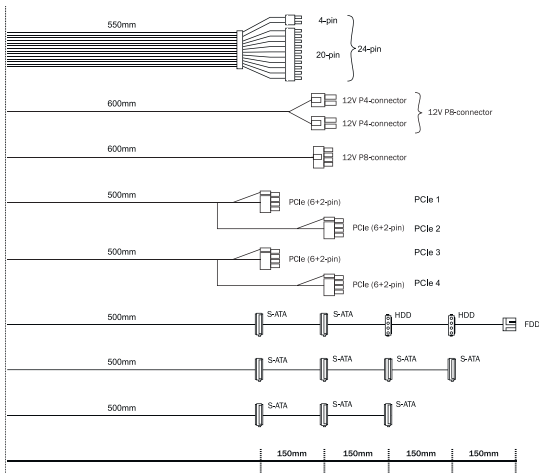 550mm
4-pin
20-pin
24-pin
600mm
12V P4-connector
12V P4-connector
12V P8-connector
600mm
12V P8-connector
500mm
PCIe (6+2-pin)
PCIe 1
PCIe (6+2-pin)
PCIe 2
500mm
PCIe (6+2-pin)
PCIe 3
PCIe (6+2-pin)
PCIe 4
500mm
S-ATA
S-ATA
HDD
HDD
FDD
500mm
S-ATA
S-ATA
S-ATA
S-ATA
500mm
S-ATA
S-ATA
S-ATA
150mm
150mm
150mm
150mm